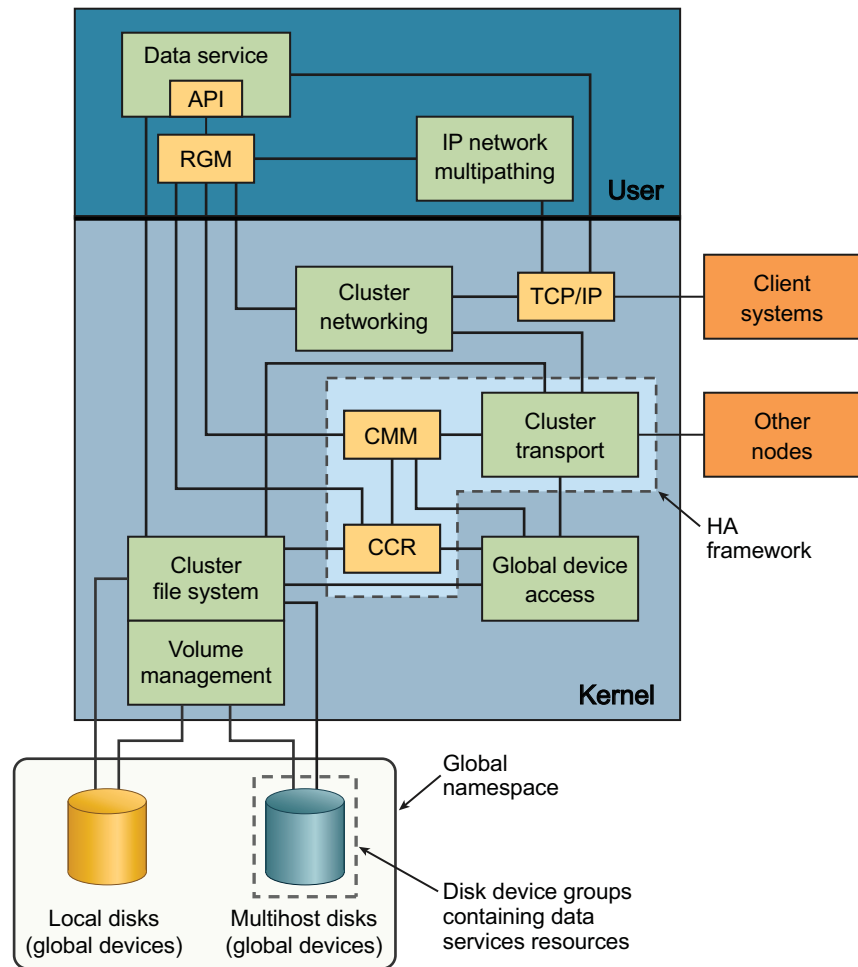 Data service
API
RGM
IP network
multipathing
User
Cluster
networking
TCP/IP
Client
systems
CMM
Cluster
transport
Other
nodes
HA
framework
CCR
Cluster
file system
Global device
access
Volume
management
Kernel
Global
namespace
Local disks
(global devices)
Multihost disks
(global devices)
Disk device groups
containing data
services resources